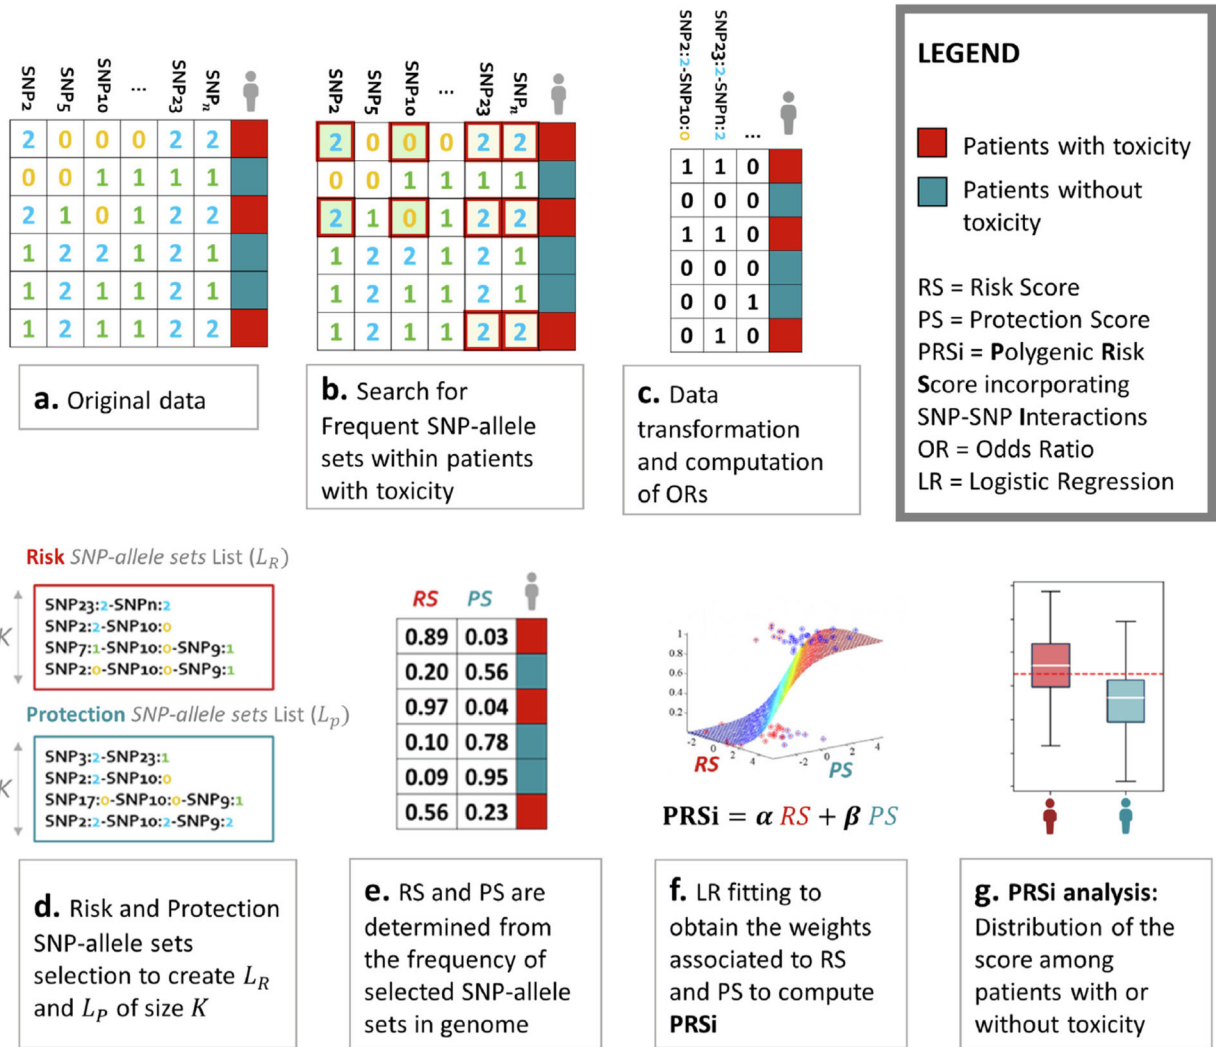 SNP2 SNP5 SNP10 ... SNP23 SNPn
2 0 0 0 2 2
0 0 1 1 1 1
2 1 0 1 2 2
1 2 2 1 2 1
1 2 1 1 2 1
1 2 1 1 2 2
a. Original data
SNP2 SNP5 SNP10 ... SNP23 SNPn
2 0 0 0 2 2
0 0 1 1 1 1
2 1 0 1 2 2
1 2 2 1 2 1
1 2 1 1 2 1
1 2 1 1 2 2
b. Search for
Frequent SNP-allele
sets within patients
with toxicity
SNP2:2-SNP10:0 SNP23:2-SNPn:2 ...
1 1 0
0 0 0
1 1 0
0 0 0
0 0 1
0 1 0
c. Data
transformation
and computation
of ORs
LEGEND
Patients with toxicity
Patients without
toxicity
RS = Risk Score
PS = Protection Score
PRSi = Polygenic Risk
Score incorporating
SNP-SNP Interactions
OR = Odds Ratio
LR = Logistic Regression
Risk SNP-allele sets List (L_R)
K
SNP23:2-SNPn:2
SNP2:2-SNP10:0
SNP7:1-SNP10:0-SNP9:1
SNP2:0-SNP10:0-SNP9:1
Protection SNP-allele sets List (L_p)
K
SNP3:2-SNP23:1
SNP2:2-SNP10:0
SNP17:0-SNP10:0-SNP9:1
SNP2:2-SNP10:2-SNP9:2
d. Risk and Protection
SNP-allele sets
selection to create L_R
and L_P of size K
RS PS
0.89 0.03
0.20 0.56
0.97 0.04
0.10 0.78
0.09 0.95
0.56 0.23
e. RS and PS are
determined from
the frequency of
selected SNP-allele
sets in genome
1
0.8
0.6
0.4
0.2
-2 0 2 4
-2 0 2 4
RS
PS
PRSi = α RS + β PS
f. LR fitting to
obtain the weights
associated to RS
and PS to compute
PRSi
g. PRSi analysis:
Distribution of the
score among
patients with or
without toxicity